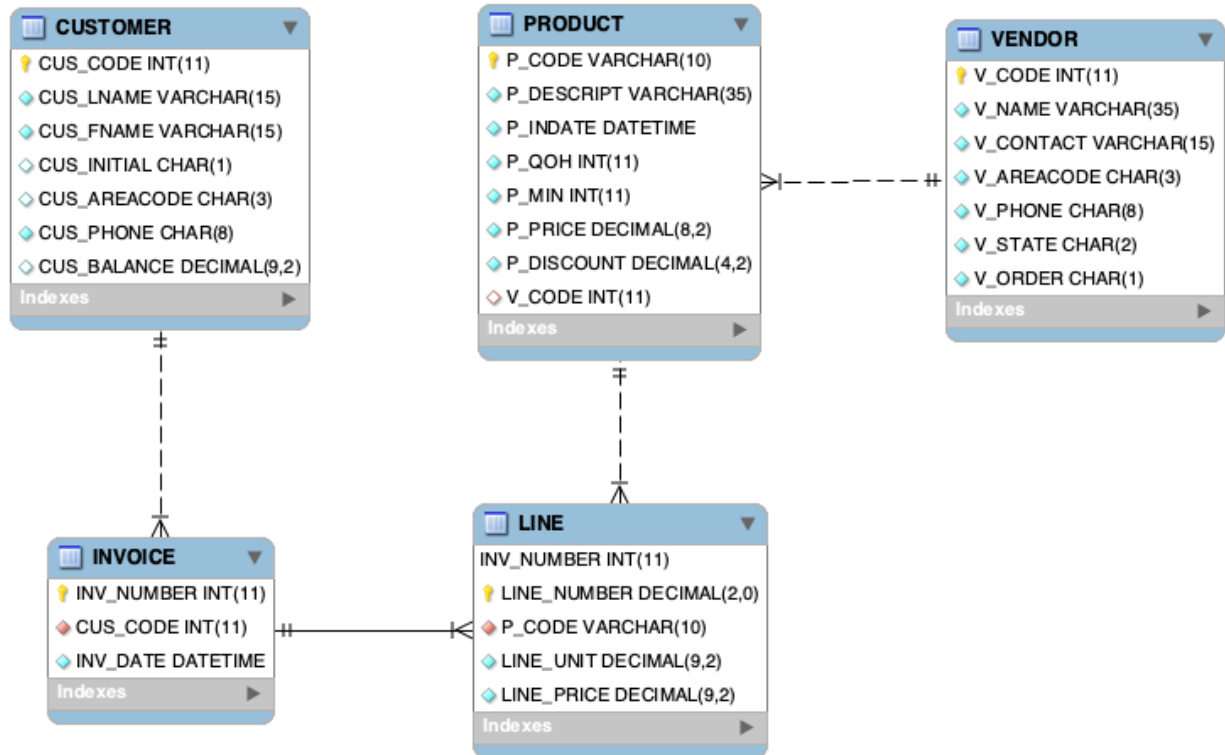 CUSTOMER
CUS_CODE INT(11)
CUS_LNAME VARCHAR(15)
CUS_FNAME VARCHAR(15)
CUS_INITIAL CHAR(1)
CUS_AREACODE CHAR(3)
CUS_PHONE CHAR(8)
CUS_BALANCE DECIMAL(9,2)
Indexes
PRODUCT
P_CODE VARCHAR(10)
P_DESCRIPT VARCHAR(35)
P_INDATE DATETIME
P_QOH INT(11)
P_MIN INT(11)
P_PRICE DECIMAL(8,2)
P_DISCOUNT DECIMAL(4,2)
V_CODE INT(11)
Indexes
VENDOR
V_CODE INT(11)
V_NAME VARCHAR(35)
V_CONTACT VARCHAR(15)
V_AREACODE CHAR(3)
V_PHONE CHAR(8)
V_STATE CHAR(2)
V_ORDER CHAR(1)
Indexes
INVOICE
INV_NUMBER INT(11)
CUS_CODE INT(11)
INV_DATE DATETIME
Indexes
LINE
INV_NUMBER INT(11)
LINE_NUMBER DECIMAL(2,0)
P_CODE VARCHAR(10)
LINE_UNIT DECIMAL(9,2)
LINE_PRICE DECIMAL(9,2)
Indexes